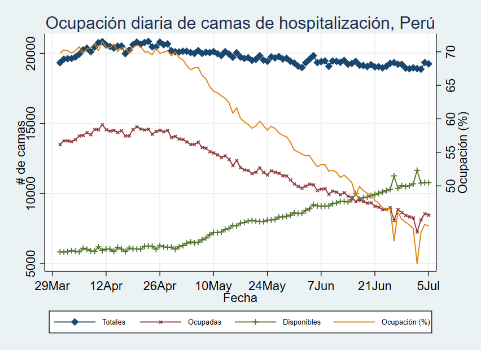 Ocupación diaria de camas de hospitalización, Perú
# de camas
20000
15000
10000
5000
Ocupación (%)
70
65
60
55
50
29Mar 12Apr 26Apr 10May 24May 7Jun 21Jun 5Jul
Fecha
Totales Ocupadas Disponibles Ocupación (%)